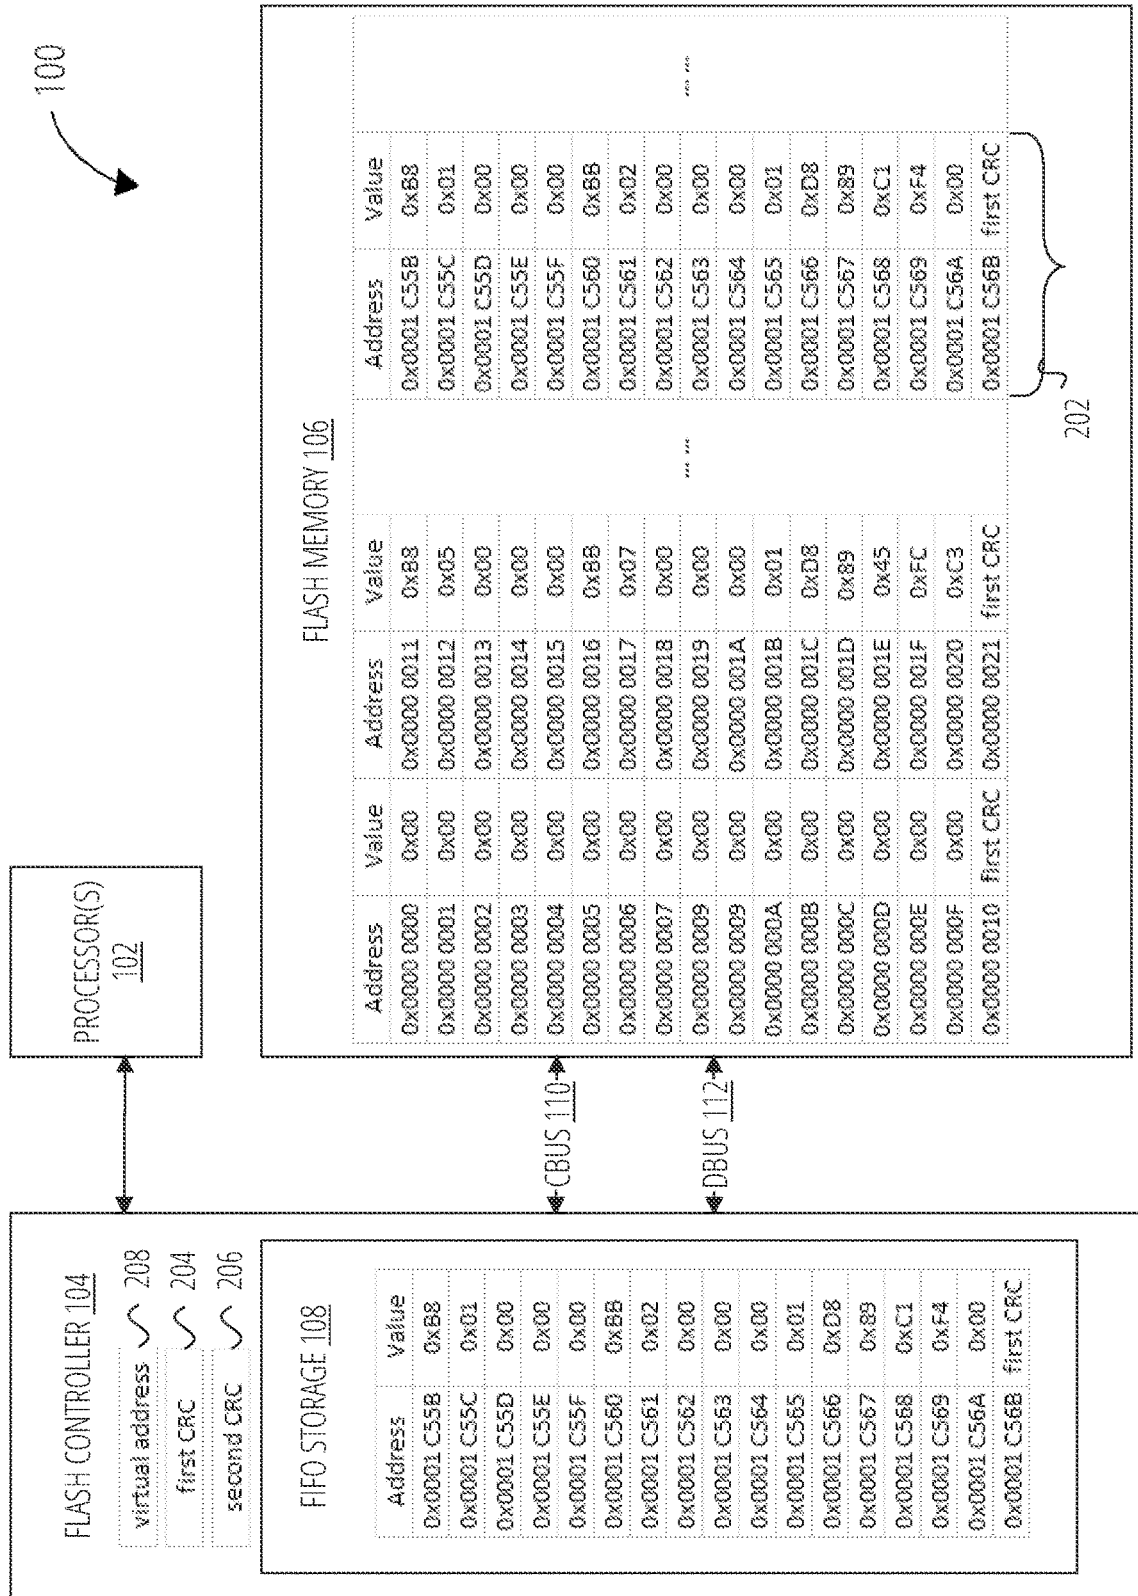 100
PROCESSOR(S)
102
FLASH CONTROLLER 104
virtual address 208
first CRC 204
second CRC 206
FIFO STORAGE 108
Address Value
0x0001 C55B 0xB8
0x0001 C55C 0x01
0x0001 C55D 0x00
0x0001 C55E 0x00
0x0001 C55F 0x00
0x0001 C560 0xBB
0x0001 C561 0x02
0x0001 C562 0x00
0x0001 C563 0x00
0x0001 C564 0x00
0x0001 C565 0x01
0x0001 C566 0xD8
0x0001 C567 0x89
0x0001 C568 0xC1
0x0001 C569 0xF4
0x0001 C56A 0x00
0x0001 C56B first CRC
CBUS 110
DBUS 112
FLASH MEMORY 106
Address Value Address Value Address Value
0x0000 0000 0x00 0x0000 0011 0xB8 0x0001 C55B 0xB8
0x0000 0001 0x00 0x0000 0012 0x05 0x0001 C55C 0x01
0x0000 0002 0x00 0x0000 0013 0x00 0x0001 C55D 0x00
0x0000 0003 0x00 0x0000 0014 0x00 0x0001 C55E 0x00
0x0000 0004 0x00 0x0000 0015 0x00 0x0001 C55F 0x00
0x0000 0005 0x00 0x0000 0016 0xBB 0x0001 C560 0xBB
0x0000 0006 0x00 0x0000 0017 0x07 0x0001 C561 0x02
0x0000 0007 0x00 0x0000 0018 0x00 0x0001 C562 0x00
0x0000 0009 0x00 0x0000 0019 0x00 ... ... 0x0001 C563 0x00 ... ...
0x0000 0009 0x00 0x0000 001A 0x00 0x0001 C564 0x00
0x0000 000A 0x00 0x0000 001B 0x01 0x0001 C565 0x01
0x0000 000B 0x00 0x0000 001C 0xD8 0x0001 C566 0xD8
0x0000 000C 0x00 0x0000 001D 0x89 0x0001 C567 0x89
0x0000 000D 0x00 0x0000 001E 0x45 0x0001 C568 0xC1
0x0000 000E 0x00 0x0000 001F 0xFC 0x0001 C569 0xF4
0x0000 000F 0x00 0x0000 0020 0xC3 0x0001 C56A 0x00
0x0000 0010 first CRC 0x0000 0021 first CRC 0x0001 C56B first CRC
202